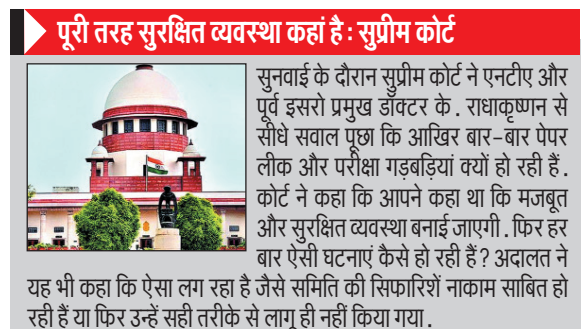 पूरी तरह सुरक्षित व्यवस्था कहां है : सुप्रीम कोर्ट
सुनवाई के दौरान सुप्रीम कोर्ट ने एनटीए और
पूर्व इसरो प्रमुख डॉक्टर के . राधाकृष्णन से
सीधे सवाल पूछा कि आखिर बार-बार पेपर
लीक और परीक्षा गड़बड़ियां क्यों हो रही हैं .
कोर्ट ने कहा कि आपने कहा था कि मजबूत
और सुरक्षित व्यवस्था बनाई जाएगी . फिर हर
बार ऐसी घटनाएं कैसे हो रही हैं ? अदालत ने
यह भी कहा कि ऐसा लग रहा है जैसे समिति की सिफारिशें नाकाम साबित हो
रही हैं या फिर उन्हें सही तरीके से लागू ही नहीं किया गया .